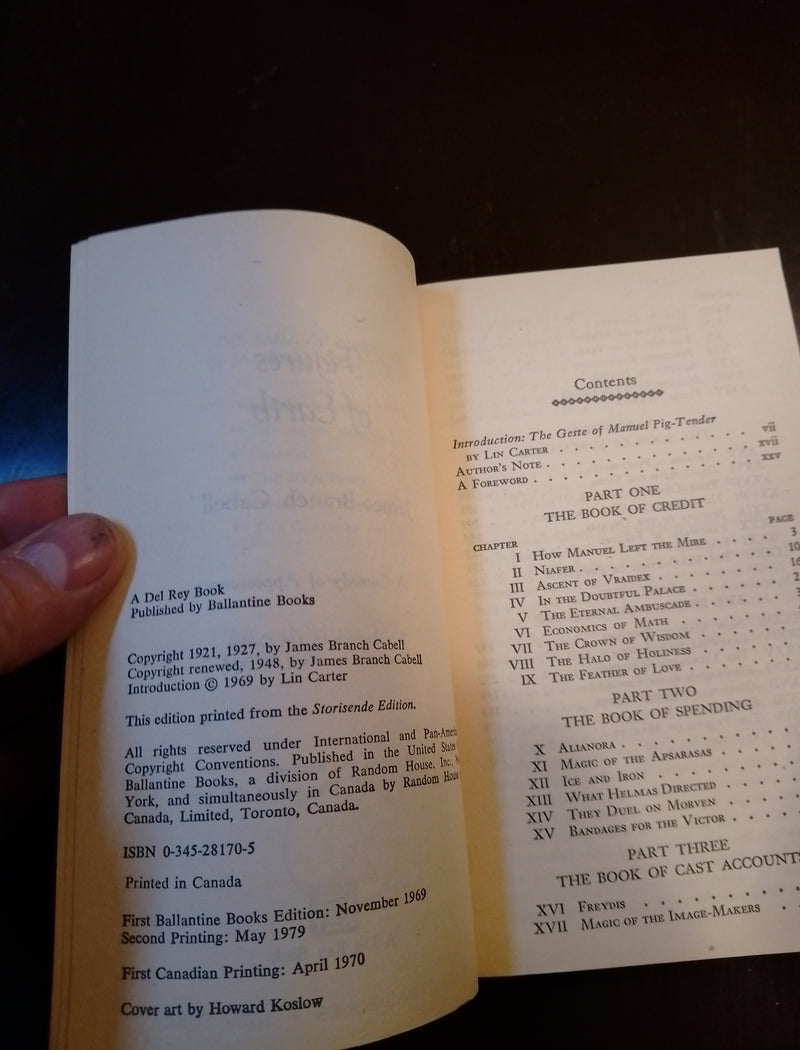 A Del Rey Book
Published by Ballantine Books
Copyright 1921, 1927, by James Branch Cabell
Copyright renewed, 1948, by James Branch Cabell
Introduction © 1969 by Lin Carter
This edition printed from the Storisende Edition.
All rights reserved under International and
Copyright Conventions. Published in the United States
Ballantine Books, a division of Random House, Inc.,
York, and simultaneously in Canada by Random House
Canada, Limited, Toronto, Canada.
ISBN 0-345-28170-5
Printed in Canada
First Ballantine Books Edition: November 1969
Second Printing: May 1979
First Canadian Printing: April 1970
Cover art by Howard Koslow
Contents
Introduction: The Geste of Manuel Pig-Tender
BY LIN CARTER . . . . . . . . . . vii
AUTHOR'S NOTE . . . . . . . . . . xvii
A FOREWORD . . . . . . . . . . xxv
PART ONE
THE BOOK OF CREDIT
CHAPTER PAGE
I HOW MANUEL LEFT THE MIRE . . . . 3
II NIAFER . . . . . . . . . . 10
III ASCENT OF VRAIDEX . . . . . . . 16
IV IN THE DOUBTFUL PALACE . . . . .
V THE ETERNAL AMBUSCADE . . . . .
VI ECONOMICS OF MATH . . . . . .
VII THE CROWN OF WISDOM . . . . .
VIII THE HALO OF HOLINESS . . . . .
IX THE FEATHER OF LOVE . . . . .
PART TWO
THE BOOK OF SPENDING
X ALIANORA . . . . . . . . .
XI MAGIC OF THE APSARASAS . . . .
XII ICE AND IRON . . . . . . .
XIII WHAT HELMAS DIRECTED . . . .
XIV THEY DUEL ON MORVEN . . . .
XV BANDAGES FOR THE VICTOR . . . .
PART THREE
THE BOOK OF CAST ACCOUNTS
XVI FREYDIS . . . . . . . . .
XVII MAGIC OF THE IMAGE-MAKERS . .